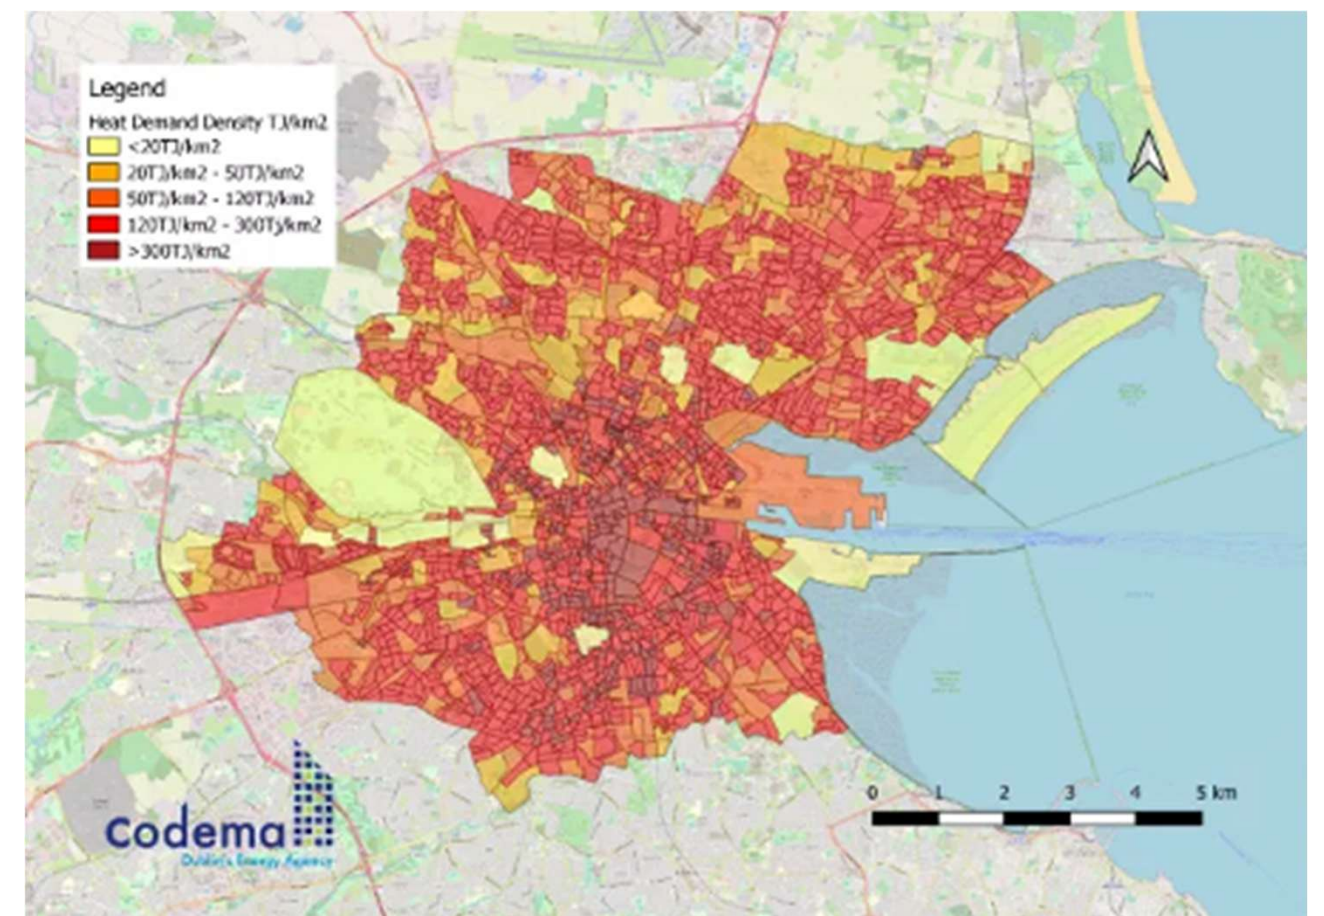 Legend
Heat Demand Density TJ/km2
<20TJ/km2
20TJ/km2 - 50TJ/km2
50TJ/km2 - 120TJ/km2
120TJ/km2 - 300Tj/km2
>300TJ/km2
0 1 2 3 4 5 km
codema
Dublin's Energy Agency